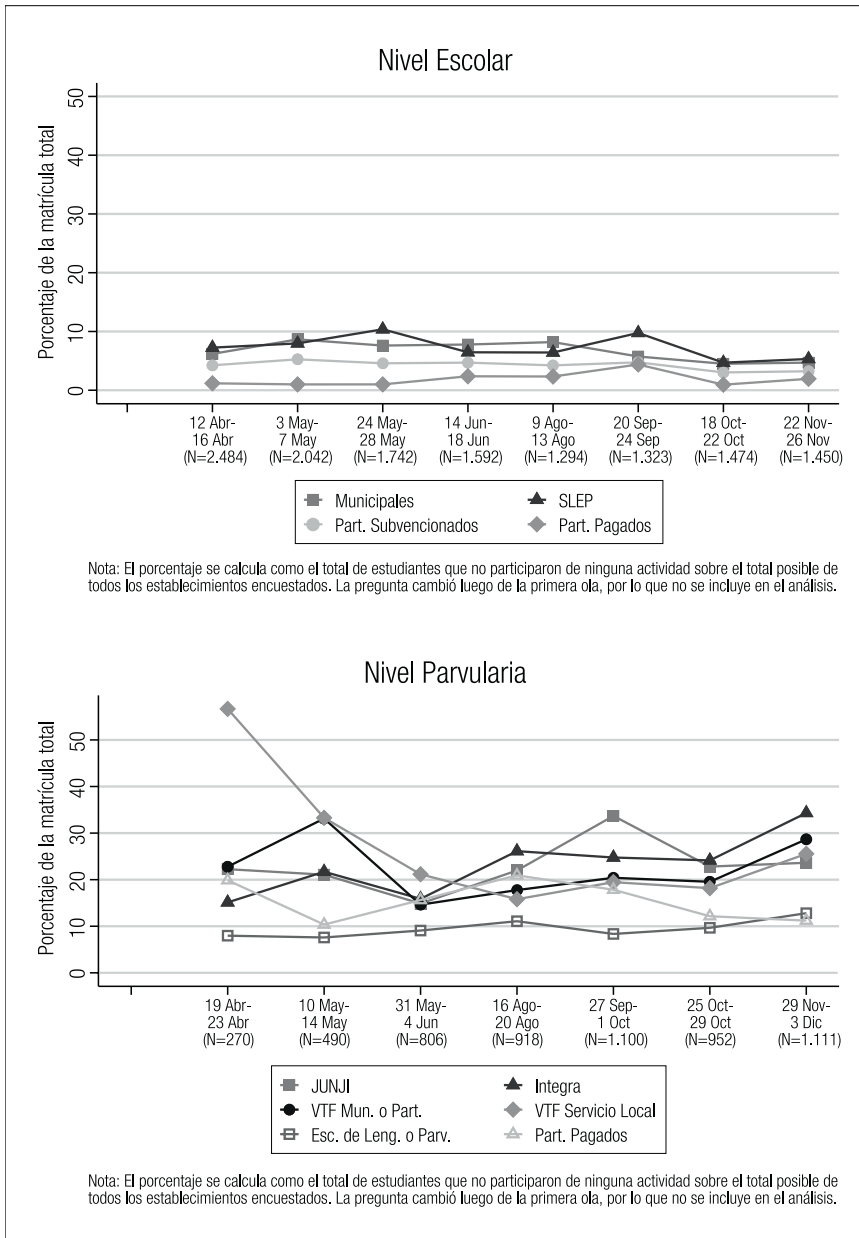 Nivel Escolar
Porcentaje de la matrícula total
50
40
30
20
10
0
12 Abr- 3 May- 24 May- 14 Jun- 9 Ago- 20 Sep- 18 Oct- 22 Nov-
16 Abr 7 May 28 May 18 Jun 13 Ago 24 Sep 22 Oct 26 Nov
(N=2.484) (N=2.042) (N=1.742) (N=1.592) (N=1.294) (N=1.323) (N=1.474) (N=1.450)
Municipales SLEP
Part. Subvencionados Part. Pagados
Nota: El porcentaje se calcula como el total de estudiantes que no participaron de ninguna actividad sobre el total posible de
todos los establecimientos encuestados. La pregunta cambió luego de la primera ola, por lo que no se incluye en el análisis.
Nivel Parvularia
Porcentaje de la matrícula total
50
40
30
20
10
0
19 Abr- 10 May- 31 May- 16 Ago- 27 Sep- 25 Oct- 29 Nov-
23 Abr 14 May 4 Jun 20 Ago 1 Oct 29 Oct 3 Dic
(N=270) (N=490) (N=806) (N=918) (N=1.100) (N=952) (N=1.111)
JUNJI Integra
VTF Mun. o Part. VTF Servicio Local
Esc. de Leng. o Parv. Part. Pagados
Nota: El porcentaje se calcula como el total de estudiantes que no participaron de ninguna actividad sobre el total posible de
todos los establecimientos encuestados. La pregunta cambió luego de la primera ola, por lo que no se incluye en el análisis.